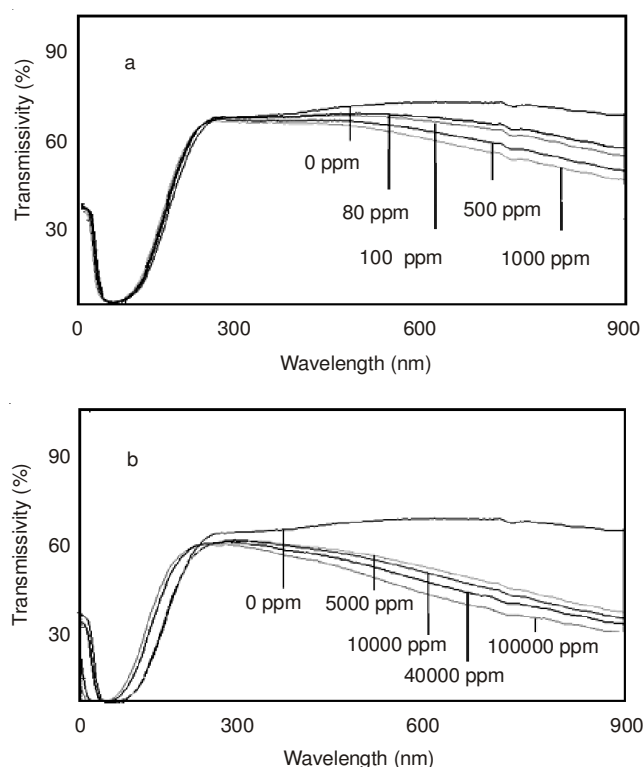 90
a
60
30
Transmissivity (%)
0 ppm
80 ppm
500 ppm
100 ppm
1000 ppm
0
300
600
900
Wavelength (nm)
90
b
60
30
Transmissivity (%)
0 ppm
5000 ppm
10000 ppm
100000 ppm
40000 ppm
0
300
600
900
Wavelength (nm)